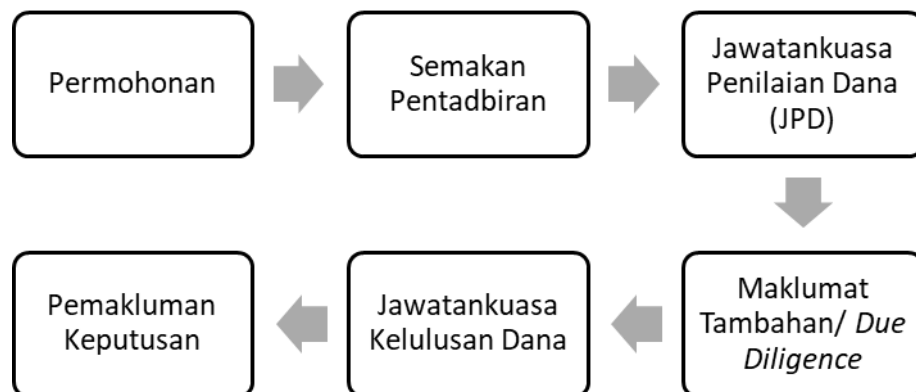 Permohonan
Semakan
Pentadbiran
Jawatankuasa
Penilaian Dana
(JPD)
Maklumat
Tambahan/ Due
Diligence
Jawatankuasa
Kelulusan Dana
Pemakluman
Keputusan